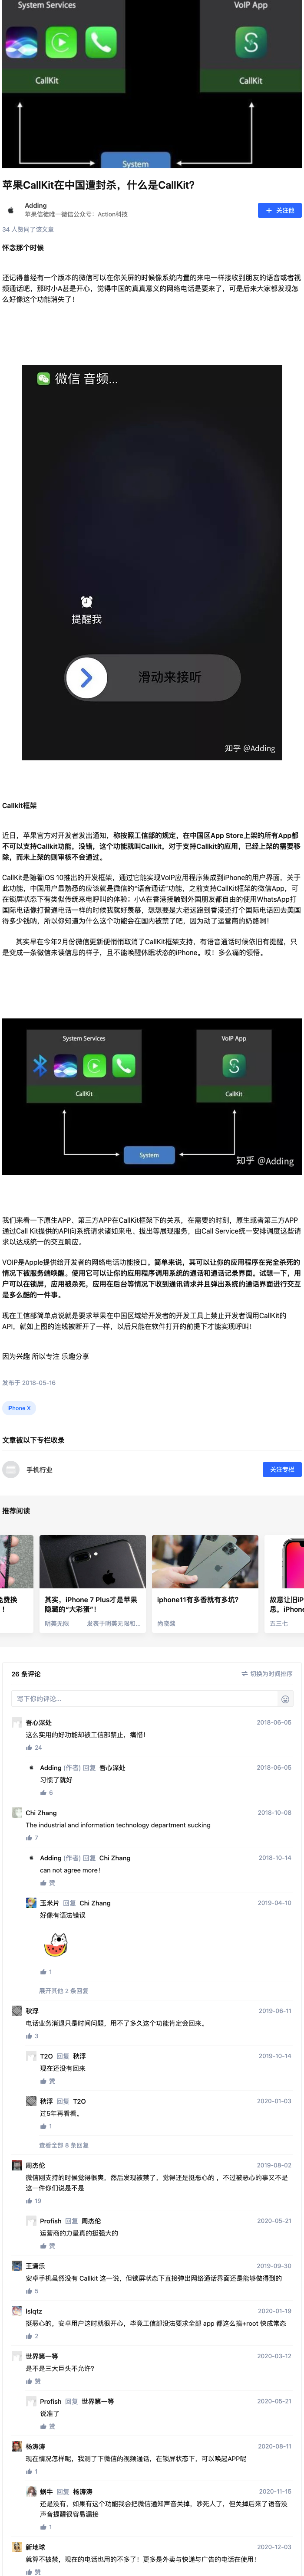 System Services
VoIP App
CallKit
CallKit
System
苹果CallKit在中国遭封杀，什么是CallKit?
Adding
苹果信徒唯一微信公众号：Action科技
关注他
34 人赞同了该文章
怀念那个时候
还记得曾经有一个版本的微信可以在你关屏的时候像系统内置的来电一样接收到朋友的语音或者视
频通话吧，那时小A甚是开心，觉得中国的真真意义的网络电话是要来了，可是后来大家都发现怎
么好像这个功能消失了！
微信 音频...
提醒我
滑动来接听
知乎 @Adding
Callkit框架
近日，苹果官方对开发者发出通知，称按照工信部的规定，在中国区App Store上架的所有App都
不可以支持Callkit功能，没错，这个功能就叫Callkit，对于支持Callkit的应用，已经上架的需要移
除，而未上架的则审核不会通过。
CallKit是随着iOS 10推出的开发框架，通过它能实现VoIP应用程序集成到iPhone的用户界面，关于
此功能，中国用户最熟悉的应该就是微信的“语音通话”功能，之前支持CallKit框架的微信App，可
在锁屏状态下有类似传统来电呼叫的体验；小A在香港接触到外国朋友都自由的使用WhatsApp打
国际电话像打普通电话一样的时候我就好羡慕，想想要是大老远跑到香港还打个国际电话回去美国
得多少钱呐，所以你知道为什么这个功能会在国内被禁了吧，因为动了运营商的奶酪啊！
其实早在今年2月份微信更新便悄悄取消了CallKit框架支持，有语音通话时候依旧有提醒，只
是变成一条微信未读信息的样子，且不能唤醒休眠状态的iPhone。哎！多么痛的领悟。
System Services
VoIP App
CallKit
CallKit
System
知乎 @Adding
我们来看一下原生APP、第三方APP在CallKit框架下的关系，在需要的时刻，原生或者第三方APP
通过Call Kit提供的API向系统请求诸如来电、拨出等展现服务，由Call Service统一安排调度这些请
求以达成统一的交互响应。
VOIP是Apple提供给开发者的网络电话功能接口。简单来说，其可以让你的应用程序在完全杀死的
情况下被服务端唤醒。使用它可以让你的应用程序调用系统的通话和通话记录界面。试想一下，用
户可以在锁屏，应用被杀死，应用在后台等情况下收到通讯请求并且弹出系统的通话界面进行交互
是多么酷的一件事。
现在工信部简单点说就是要求苹果在中国区域给开发者的开发工具上禁止开发者调用CallKit的
API，就如上图的连线被断开了一样，以后只能在软件打开的前提下才能实现呼叫！
因为兴趣 所以专注 乐趣分享
发布于 2018-05-16
iPhone X
文章被以下专栏收录
手机行业
关注专栏
推荐阅读
免费换
！
其实，iPhone 7 Plus才是苹果
隐藏的“大彩蛋”！
明美无限
发表于明美无限和...
iphone11有多香就有多坑?
尚晓颐
故意让旧iP
思，iPhone
五三七
26 条评论
切换为时间排序
写下你的评论...
吾心深处
2018-06-05
这么实用的好功能却被工信部禁止，痛惜！
24
Adding (作者) 回复 吾心深处
2018-06-05
习惯了就好
6
Chi Zhang
2018-10-08
The industrial and information technology department sucking
7
Adding (作者) 回复 Chi Zhang
2018-10-14
can not agree more！
赞
玉米片 回复 Chi Zhang
2019-04-10
好像有语法错误
1
展开其他 2 条回复
秋浮
2019-06-11
电话业务消退只是时间问题，用不了多久这个功能肯定会回来。
3
T2O 回复 秋浮
2019-10-14
现在还没有回来
赞
秋浮 回复 T2O
2020-01-03
过5年再看看。
1
查看全部 8 条回复
周杰伦
2019-08-02
微信刚支持的时候觉得很爽，然后发现被禁了，觉得还是挺恶心的 ，不过被恶心的事又不是
这一件你们说是不是
19
Profish 回复 周杰伦
2020-05-21
运营商的力量真的挺强大的
赞
王潇乐
2019-09-30
安卓手机虽然没有 Callkit 这一说，但锁屏状态下直接弹出网络通话界面还是能够做得到的
5
lslqtz
2020-01-19
挺恶心的，安卓用户这时就很开心，毕竟工信部没法要求全部 app 都这么搞+root 快成常态
2
世界第一等
2020-03-12
是不是三大巨头不允许？
赞
Profish 回复 世界第一等
2020-05-21
说准了
赞
杨涛涛
2020-08-11
现在情况怎样呢，我测了下微信的视频通话，在锁屏状态下，可以唤起APP呢
1
蜗牛 回复 杨涛涛
2020-11-15
还是没有，如果有这个功能我会把微信通知声音关掉，吵死人了，但关掉后来了语音没
声音提醒很容易漏接
1
新地球
2020-12-03
就算不被禁，现在的电话也用的不多了！更多是外卖与快递与广告的电话在使用！
赞